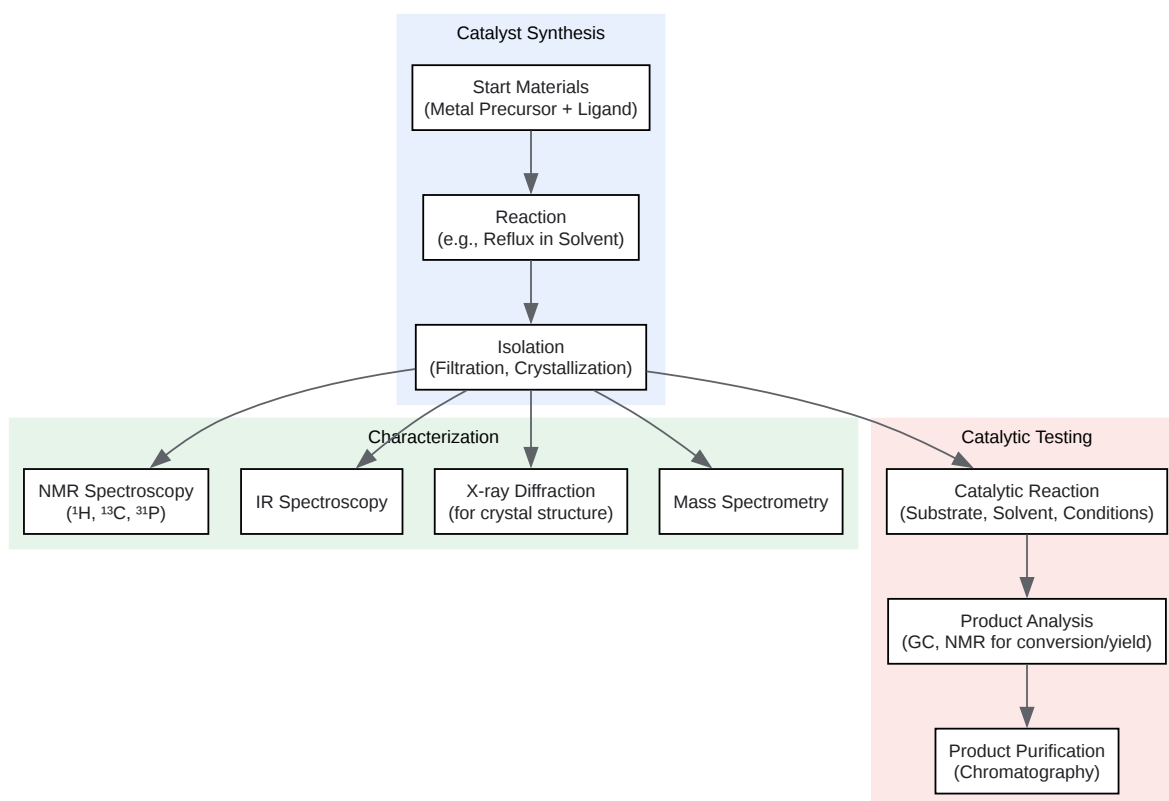 Catalyst Synthesis
Start Materials
(Metal Precursor + Ligand)
Reaction
(e.g., Reflux in Solvent)
Isolation
(Filtration, Crystallization)
Characterization
NMR Spectroscopy
(¹H, ¹³C, ³¹P)
IR Spectroscopy
X-ray Diffraction
(for crystal structure)
Mass Spectrometry
Catalytic Testing
Catalytic Reaction
(Substrate, Solvent, Conditions)
Product Analysis
(GC, NMR for conversion/yield)
Product Purification
(Chromatography)